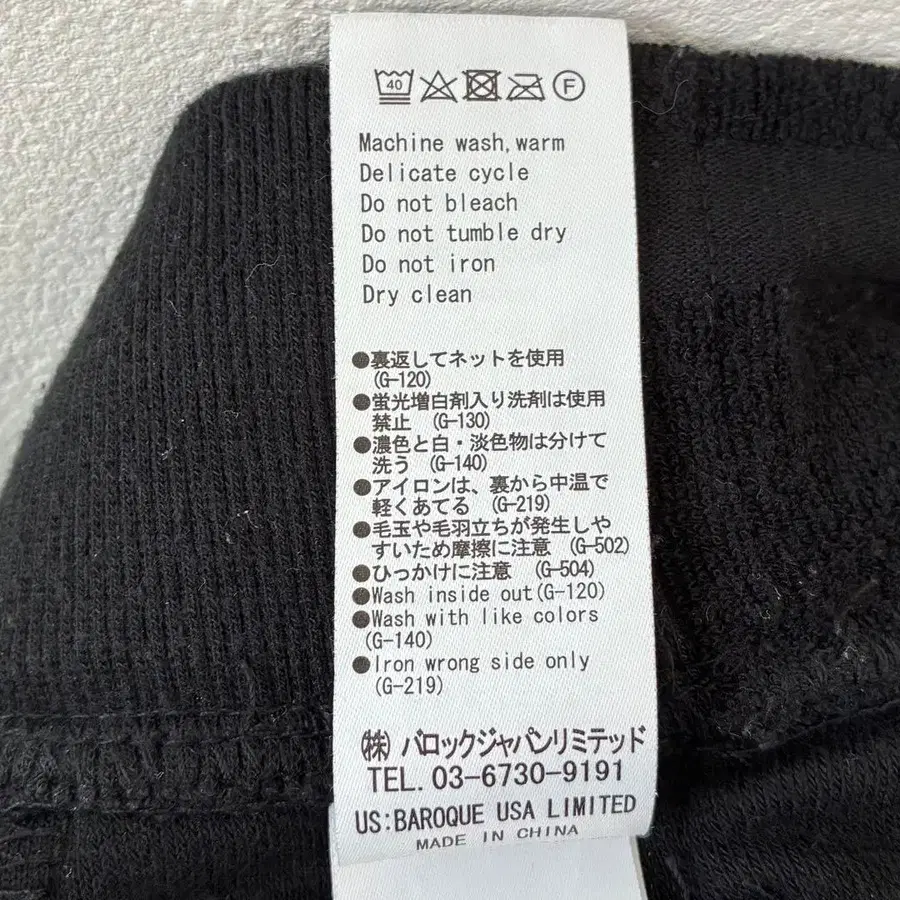 40 F
Machine wash,warm
Delicate cycle
Do not bleach
Do not tumble dry
Do not iron
Dry clean
●裏返してネットを使用
(G-120)
●蛍光増白剤入り洗剤は使用
禁止 (G-130)
●濃色と白・淡色物は分けて
洗う (G-140)
●アイロンは、裏から中温で
軽くあてる (G-219)
●毛玉や毛羽立ちが発生しや
すいため摩擦に注意 (G-502)
●ひっかけに注意 (G-504)
●Wash inside out(G-120)
●Wash with like colors
(G-140)
●Iron wrong side only
(G-219)
㈱ バロックジャパンリミテッド
TEL. 03-6730-9191
US:BAROQUE USA LIMITED
MADE IN CHINA